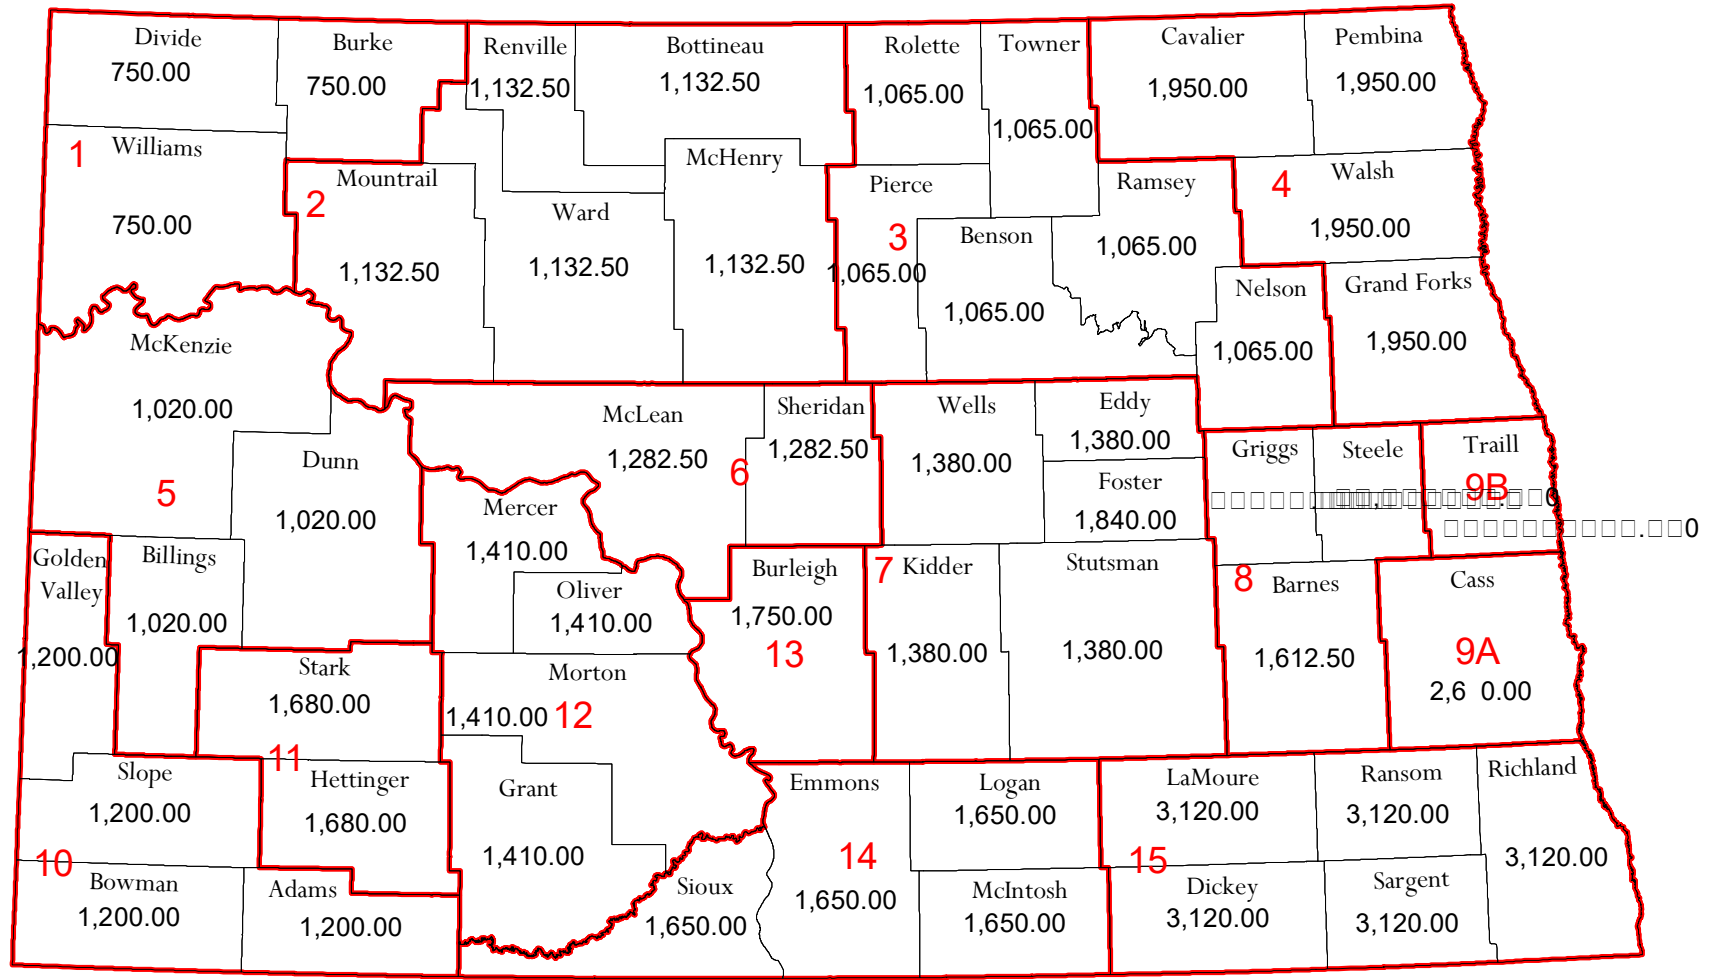 Divide
750.00
Burke
750.00
Renville
1,132.50
Bottineau
1,132.50
Rolette
1,065.00
Towner
1,065.00
Cavalier
1,950.00
Pembina
1,950.00
1
Williams
750.00
2
Mountrail
1,132.50
Ward
1,132.50
McHenry
1,132.50
Pierce
3
1,065.00
Benson
1,065.00
Ramsey
1,065.00
4
Walsh
1,950.00
Nelson
1,065.00
Grand Forks
1,950.00
McKenzie
1,020.00
5
Dunn
1,020.00
McLean
1,282.50
6
Sheridan
1,282.50
Wells
1,380.00
Eddy
1,380.00
Foster
1,840.00
Griggs
Steele
Traill
9B
Golden
Valley
1,200.00
Billings
1,020.00
Mercer
1,410.00
Oliver
1,410.00
Burleigh
1,750.00
13
7
Kidder
1,380.00
Stutsman
1,380.00
8
Barnes
1,612.50
Cass
9A
2,6 0.00
Stark
1,680.00
11
Morton
1,410.00
12
Slope
1,200.00
Hettinger
1,680.00
Grant
1,410.00
Emmons
14
1,650.00
Logan
1,650.00
LaMoure
3,120.00
Ransom
3,120.00
Richland
3,120.00
10
Bowman
1,200.00
Adams
1,200.00
Sioux
1,650.00
McIntosh
1,650.00
15
Dickey
3,120.00
Sargent
3,120.00